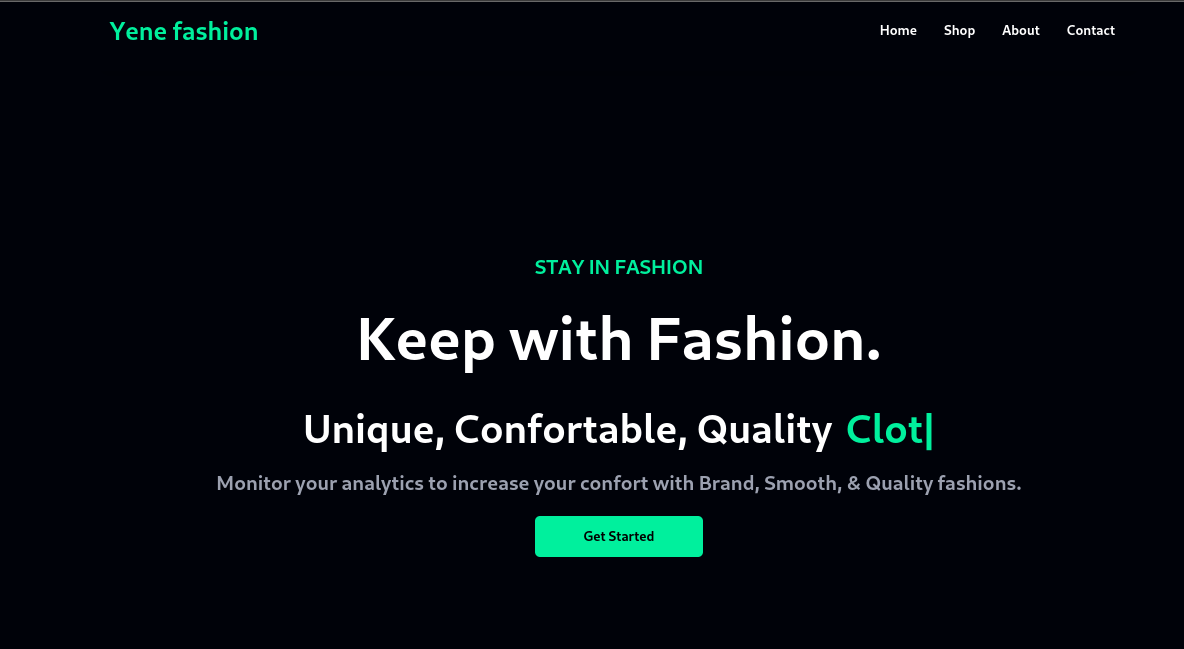 Yene fashion
Home Shop About Contact
STAY IN FASHION
Keep with Fashion.
Unique, Confortable, Quality Clot|
Monitor your analytics to increase your confort with Brand, Smooth, & Quality fashions.
Get Started